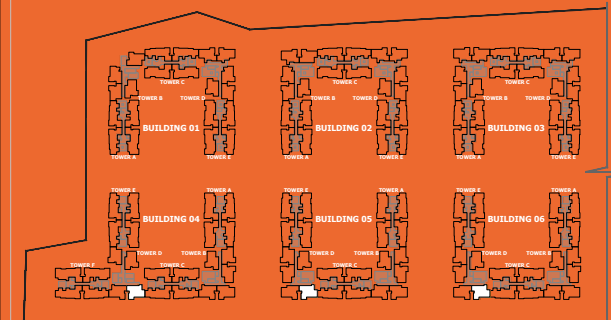 TOWER C TOWER C TOWER C
TOWER B TOWER D TOWER B TOWER D TOWER B TOWER D
BUILDING 01 BUILDING 02 BUILDING 03
TOWER A TOWER E TOWER A TOWER E TOWER A TOWER E
TOWER E TOWER A TOWER E TOWER A TOWER E TOWER A
BUILDING 04 BUILDING 05 BUILDING 06
TOWER D TOWER B TOWER D TOWER B TOWER D TOWER B
TOWER F TOWER C TOWER C TOWER C